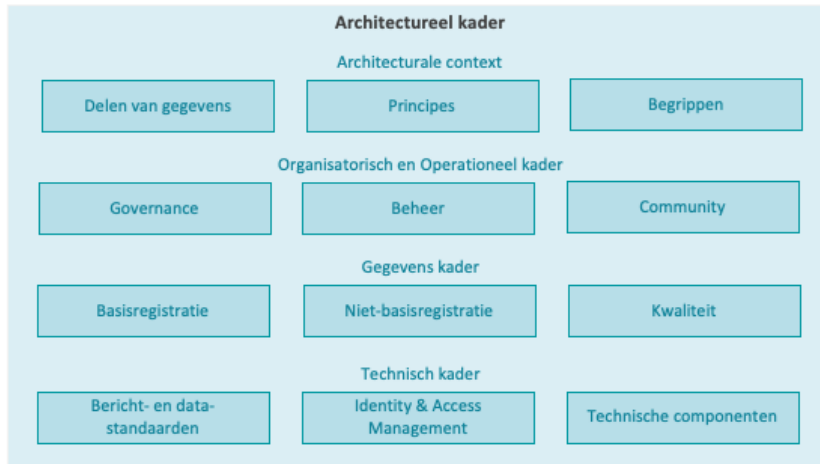 Architectureel kader
Architecturale context
Delen van gegevens
Principes
Begrippen
Organisatorisch en Operationeel kader
Governance
Beheer
Community
Gegevens kader
Basisregistratie
Niet-basisregistratie
Kwaliteit
Technisch kader
Bericht- en data-
standaarden
Identity & Access
Management
Technische componenten